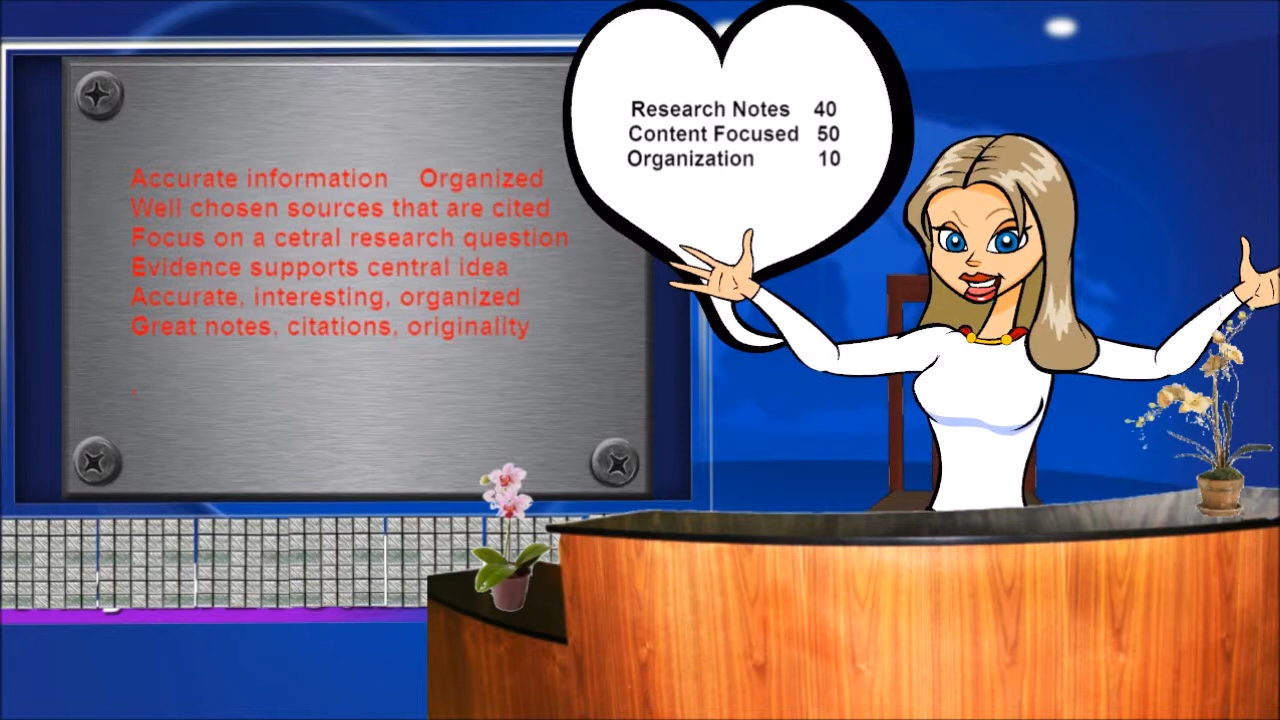 Accurate information Organized
Well chosen sources that are cited
Focus on a cetral research question
Evidence supports central idea
Accurate, interesting, organized
Great notes, citations, originality
.
Research Notes 40
Content Focused 50
Organization 10